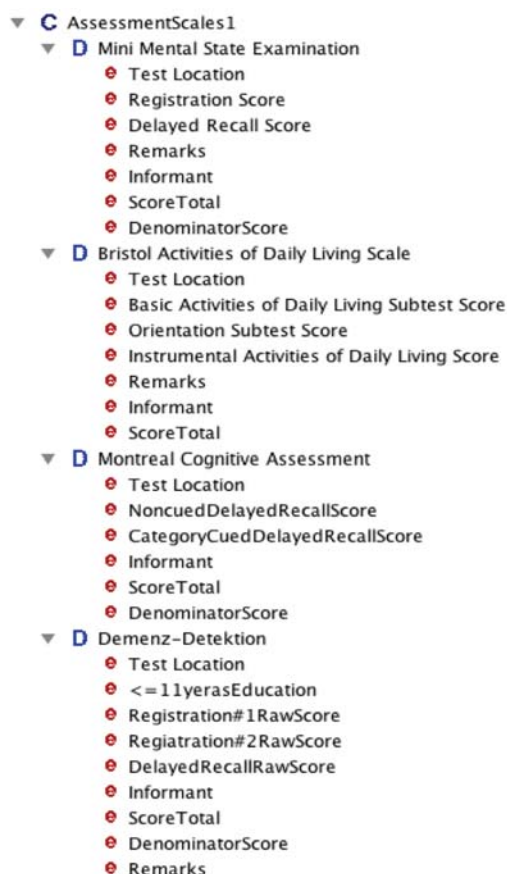 C AssessmentScales1
D Mini Mental State Examination
e Test Location
e Registration Score
e Delayed Recall Score
e Remarks
e Informant
e ScoreTotal
e DenominatorScore
D Bristol Activities of Daily Living Scale
e Test Location
e Basic Activities of Daily Living Subtest Score
e Orientation Subtest Score
e Instrumental Activities of Daily Living Score
e Remarks
e Informant
e ScoreTotal
D Montreal Cognitive Assessment
e Test Location
e NoncuedDelayedRecallScore
e CategoryCuedDelayedRecallScore
e Informant
e ScoreTotal
e DenominatorScore
D Demenz-Detektion
e Test Location
e <=11yerasEducation
e Registration#1RawScore
e Regiatration#2RawScore
e DelayedRecallRawScore
e Informant
e ScoreTotal
e DenominatorScore
e Remarks